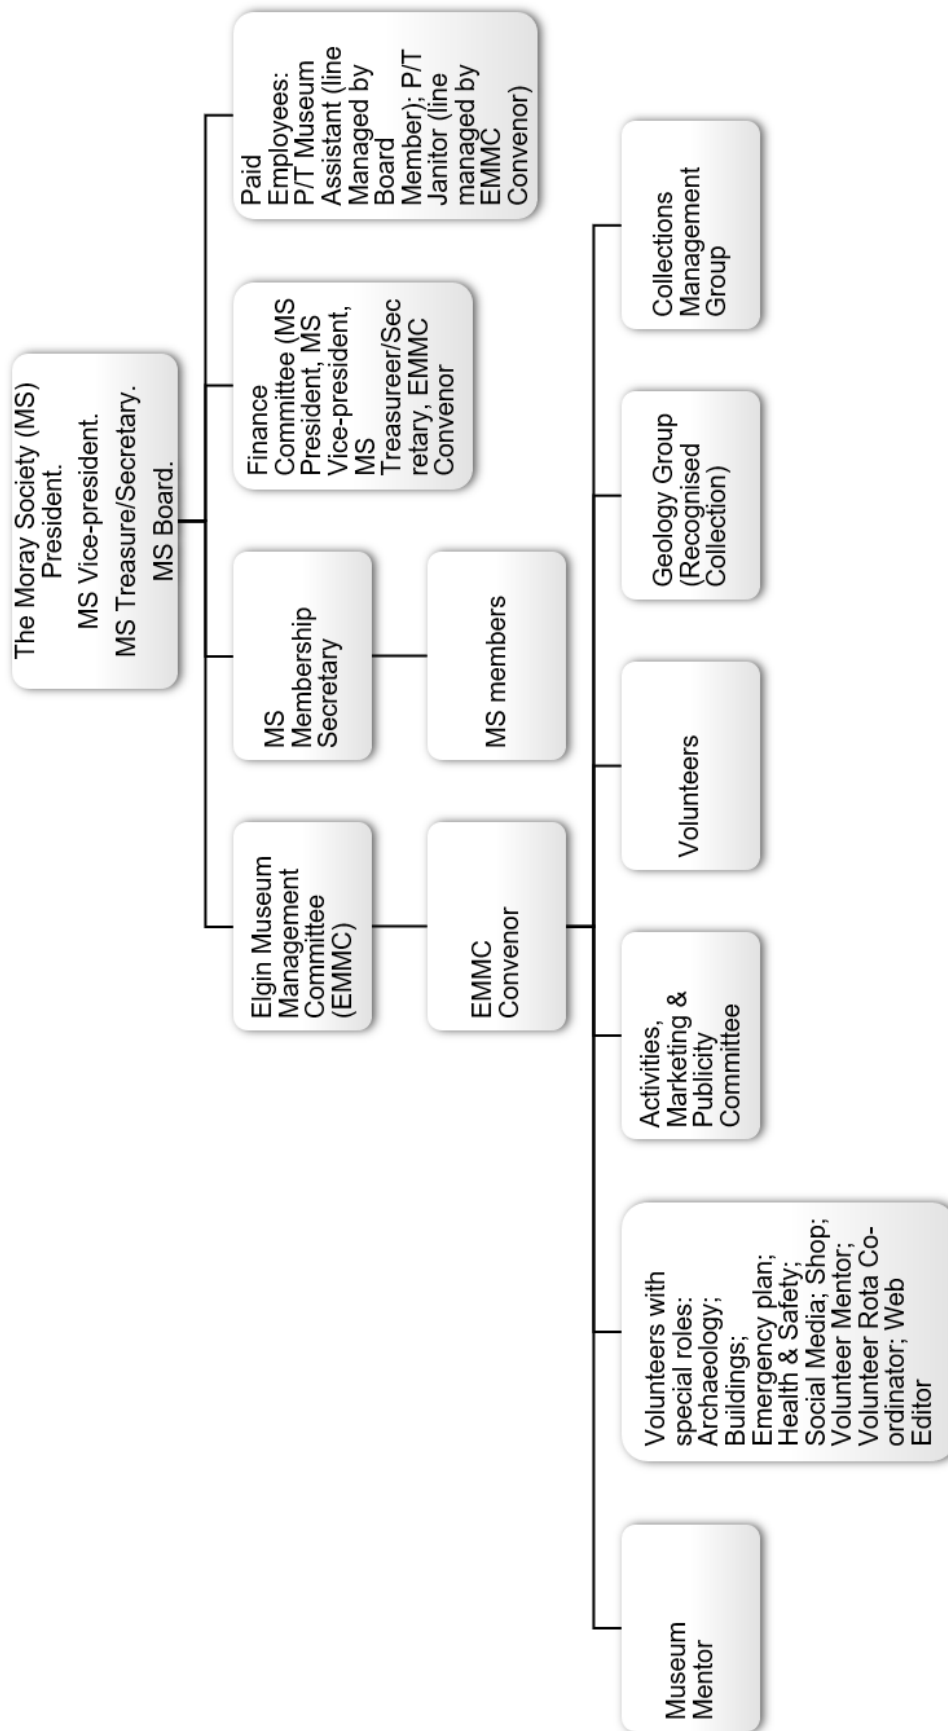 The Moray Society (MS)
President.
MS Vice-president.
MS Treasure/Secretary.
MS Board.
Elgin Museum
Management
Committee
(EMMC)
MS
Membership
Secretary
Finance
Committee (MS
President, MS
Vice-president,
MS
Treasureer/Sec
retary, EMMC
Convenor
Paid
Employees:
P/T Museum
Assistant (line
Managed by
Board
Member); P/T
Janitor (line
managed by
EMMC
Convenor)
EMMC
Convenor
MS members
Museum
Mentor
Volunteers with
special roles:
Archaeology;
Buildings;
Emergency plan;
Health & Safety;
Social Media; Shop;
Volunteer Mentor;
Volunteer Rota Co-
ordinator; Web
Editor
Activities,
Marketing &
Publicity
Committee
Volunteers
Geology Group
(Recognised
Collection)
Collections
Management
Group